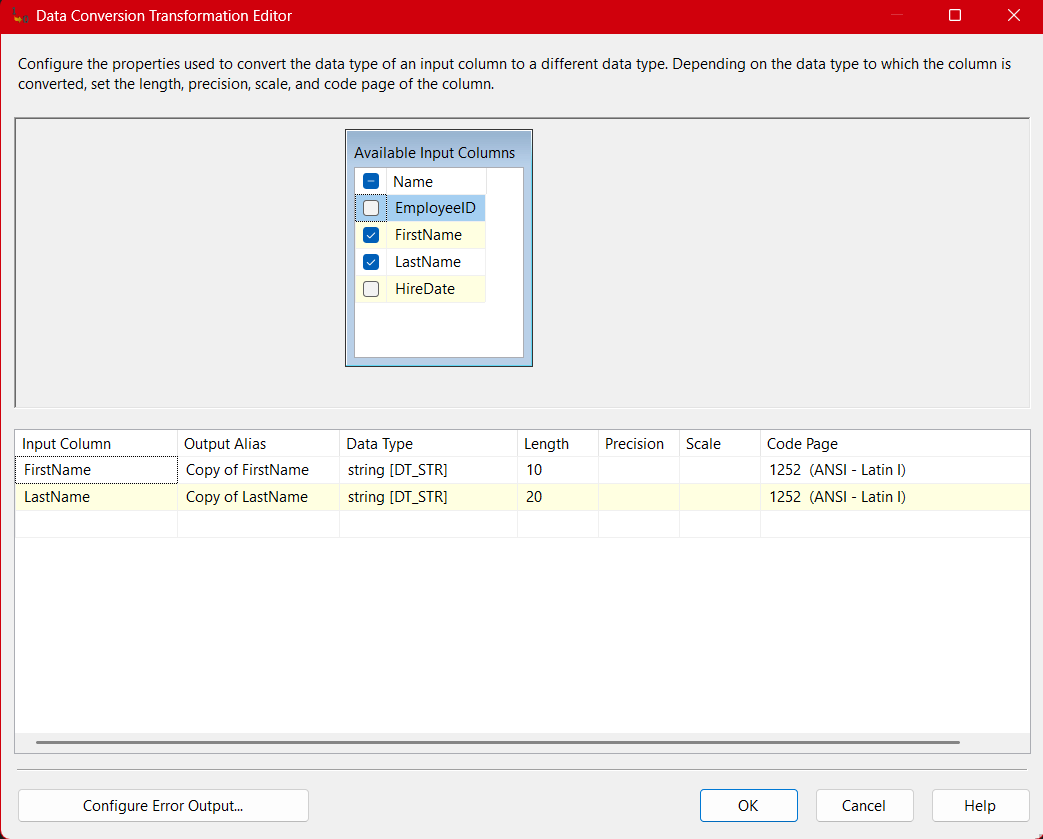 Data Conversion Transformation Editor
Configure the properties used to convert the data type of an input column to a different data type. Depending on the data type to which the column is
converted, set the length, precision, scale, and code page of the column.
Available Input Columns
Name
EmployeeID
FirstName
LastName
HireDate
Input Column Output Alias Data Type Length Precision Scale Code Page
FirstName Copy of FirstName string [DT_STR] 10 1252 (ANSI - Latin I)
LastName Copy of LastName string [DT_STR] 20 1252 (ANSI - Latin I)
Configure Error Output... OK Cancel Help